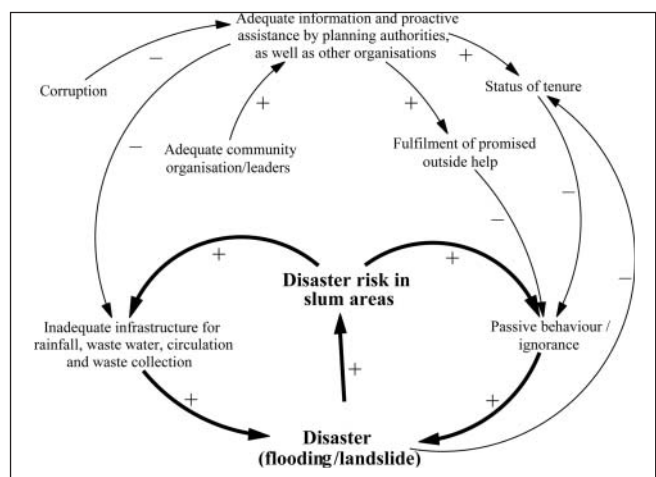 Adequate information and proactive
assistance by planning authorities,
as well as other organisations
−
+
Corruption
Status of tenure
+
+
−
Adequate community
organisation/leaders
Fulfilment of promised
outside help
−
−
+
+
−
Disaster risk in
slum areas
Inadequate infrastructure for
rainfall, waste water, circulation
and waste collection
Passive behaviour /
ignorance
+
+
+
Disaster
(flooding/landslide)